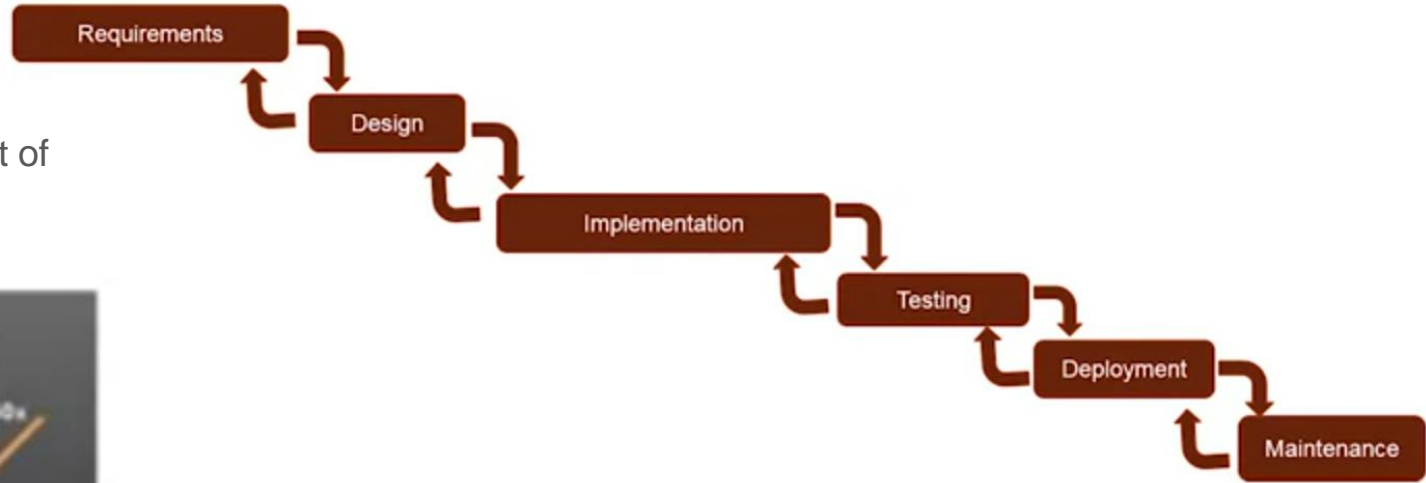 Requirements
Design
t of
Implementation
Testing
Deployment
Maintenance